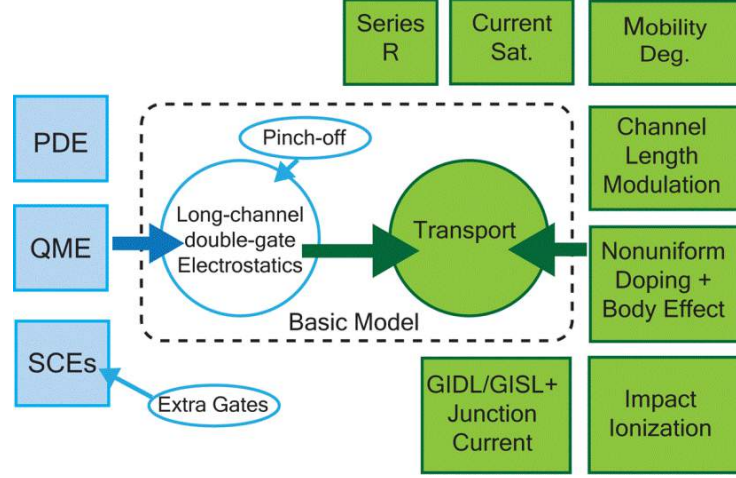 Series
R
Current
Sat.
Mobility
Deg.
PDE
Pinch-off
Channel
Length
Modulation
QME
Long-channel
double-gate
Electrostatics
Transport
Nonuniform
Doping +
Body Effect
Basic Model
SCEs
Extra Gates
GIDL/GISL+
Junction
Current
Impact
Ionization